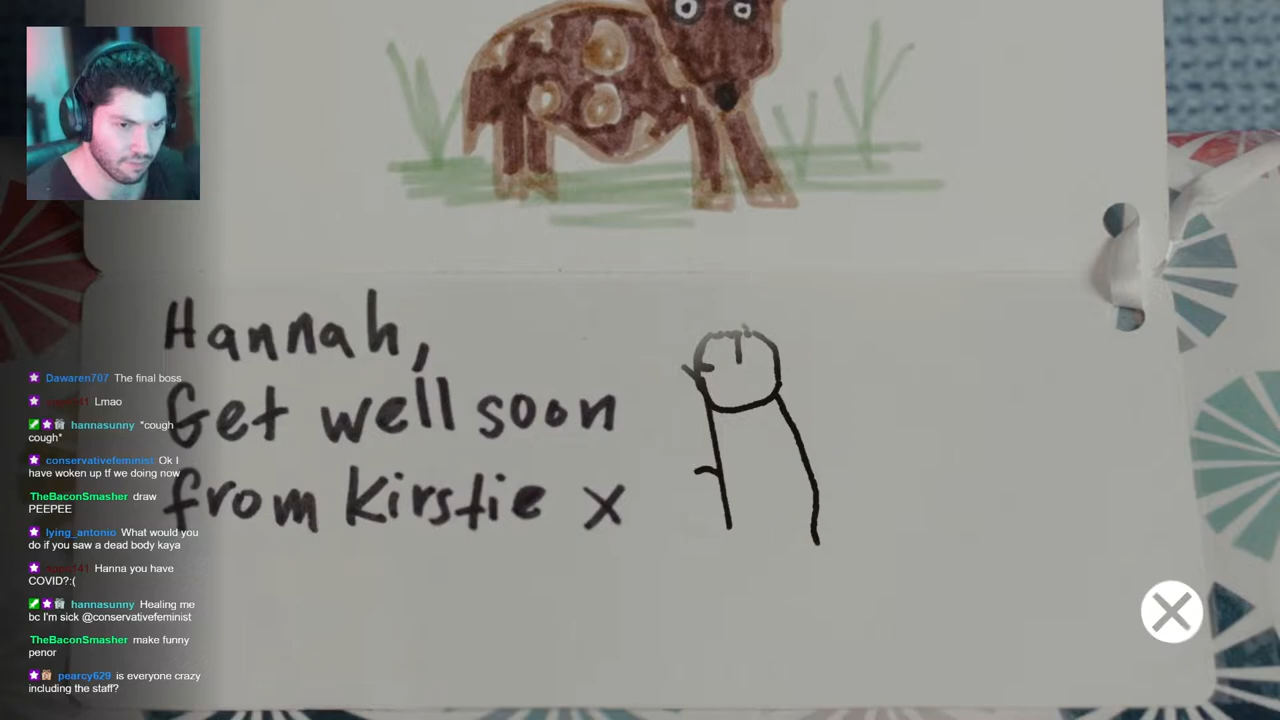 Hannah,
Get well soon
from Kirstie x
Dawaren707 The final boss
Lmao
hannasunny *cough
cough*
conservativefeminist Ok I
have woken up tf we doing now
TheBaconSmasher draw
PEEPEE
lying_antonio What would you
do if you saw a dead body kaya
Hanna you have
COVID?:(
hannasunny Healing me
bc I'm sick @conservativefeminist
TheBaconSmasher make funny
penor
pearcy629 is everyone crazy
including the staff?